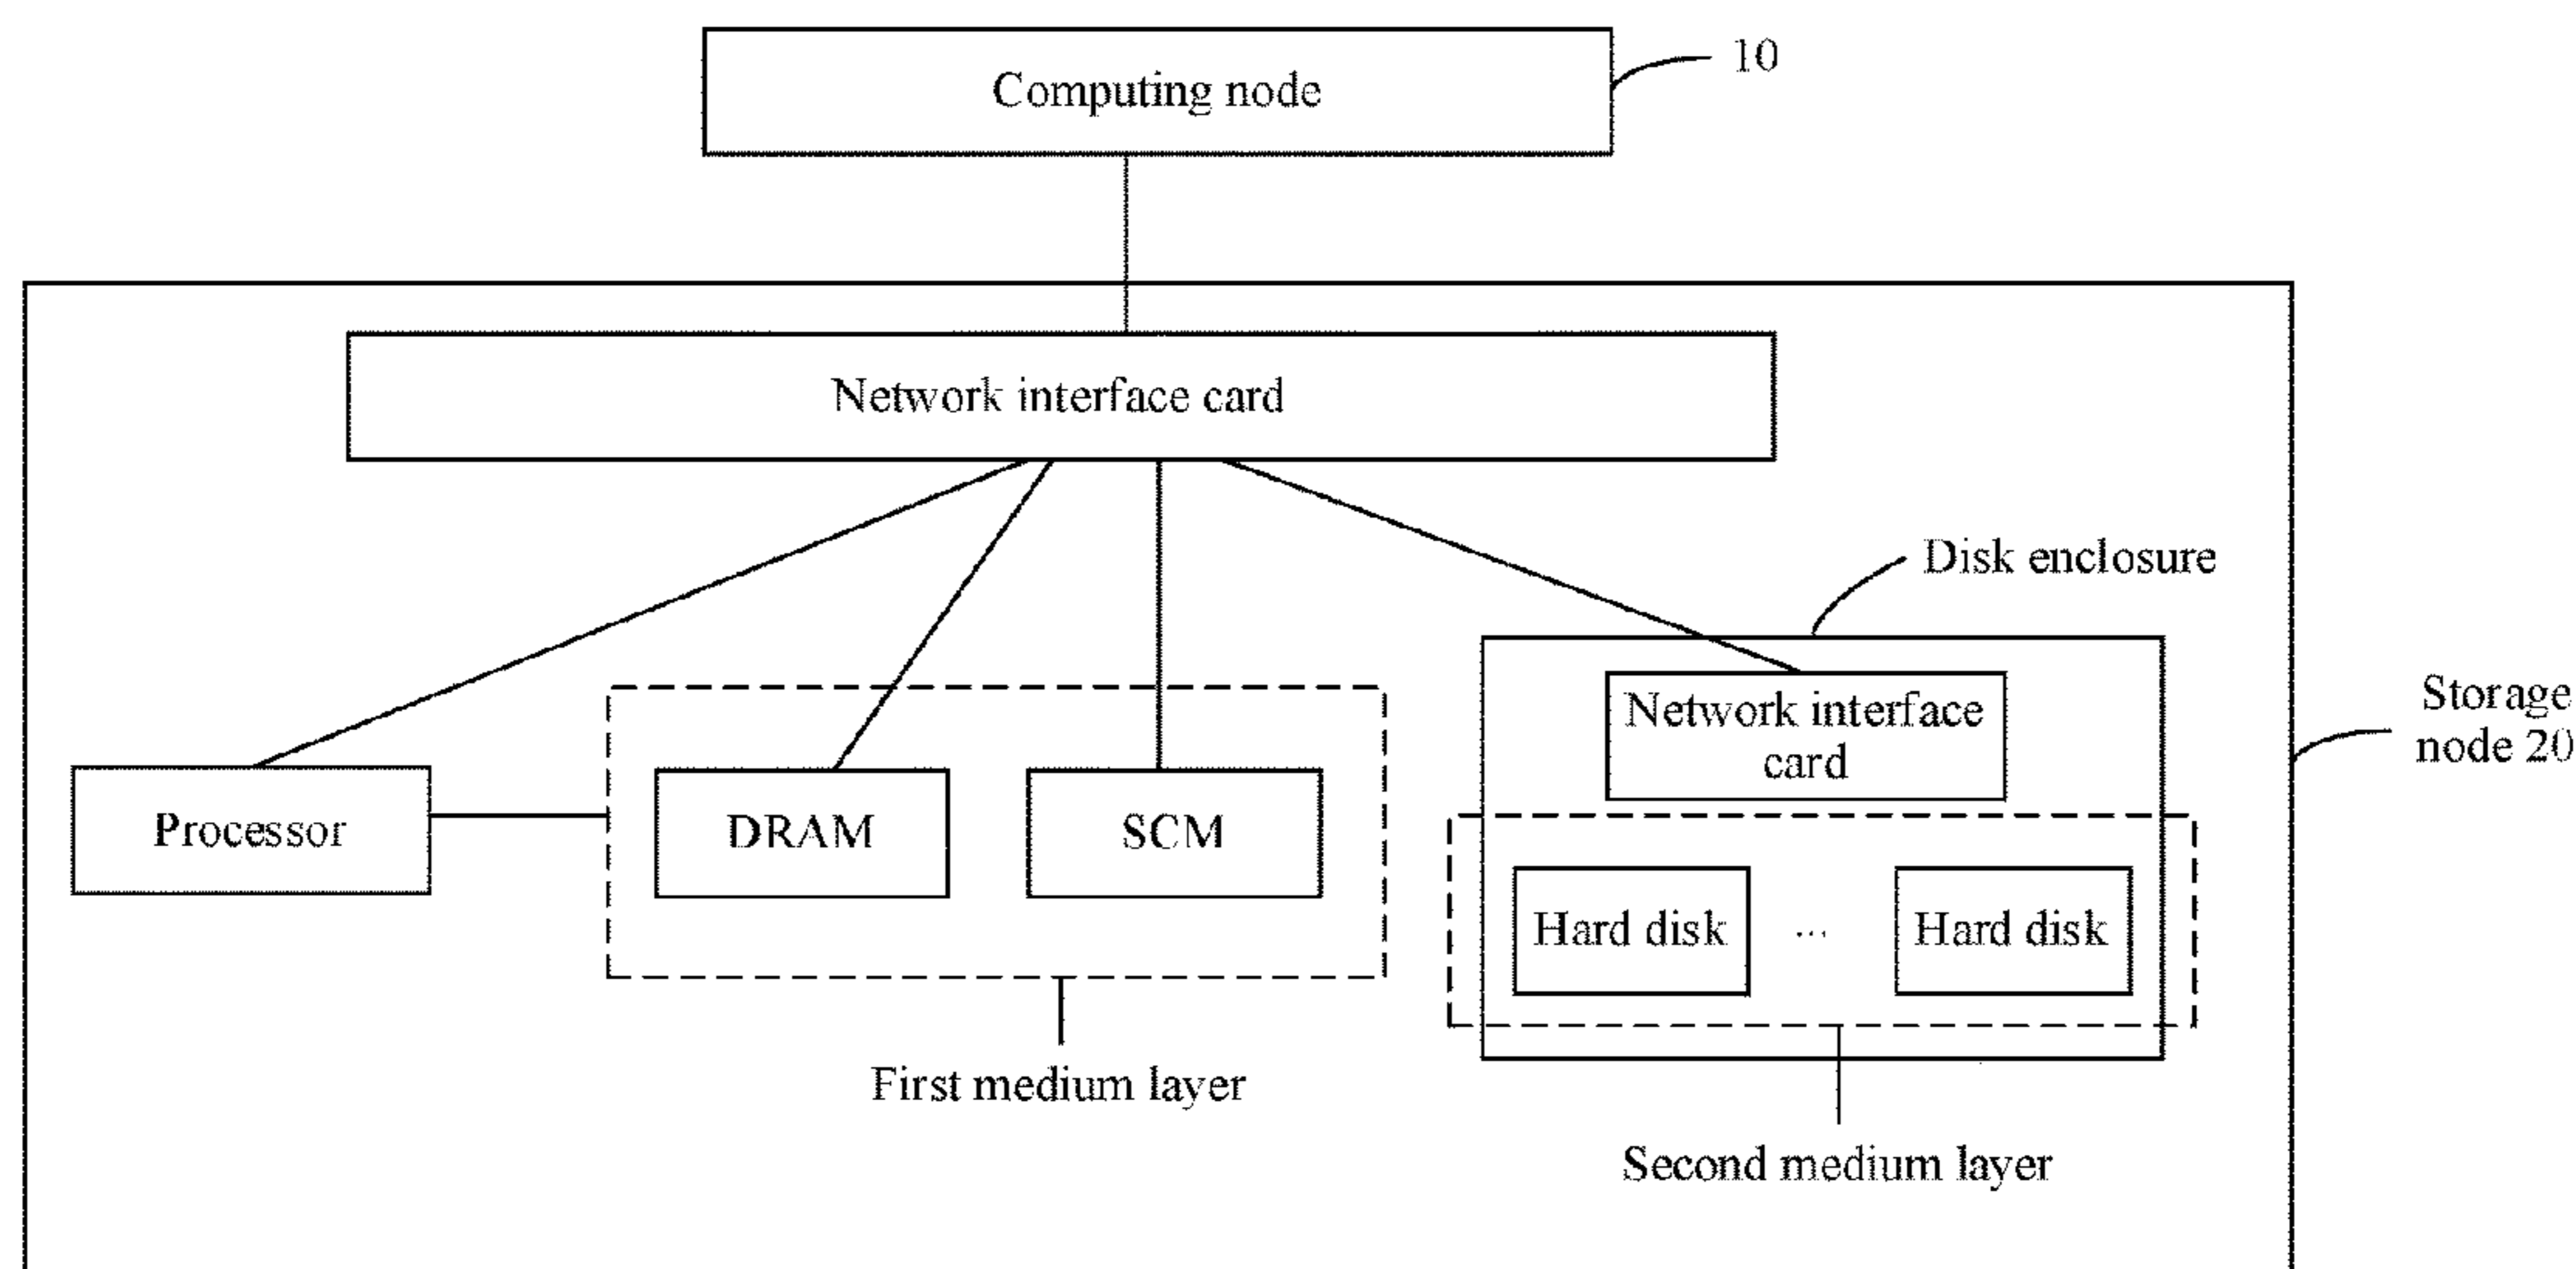 Computing node
10
Network interface card
Disk enclosure
Network interface
card
Storage
node 20
Processor
DRAM
SCM
Hard disk
...
Hard disk
First medium layer
Second medium layer